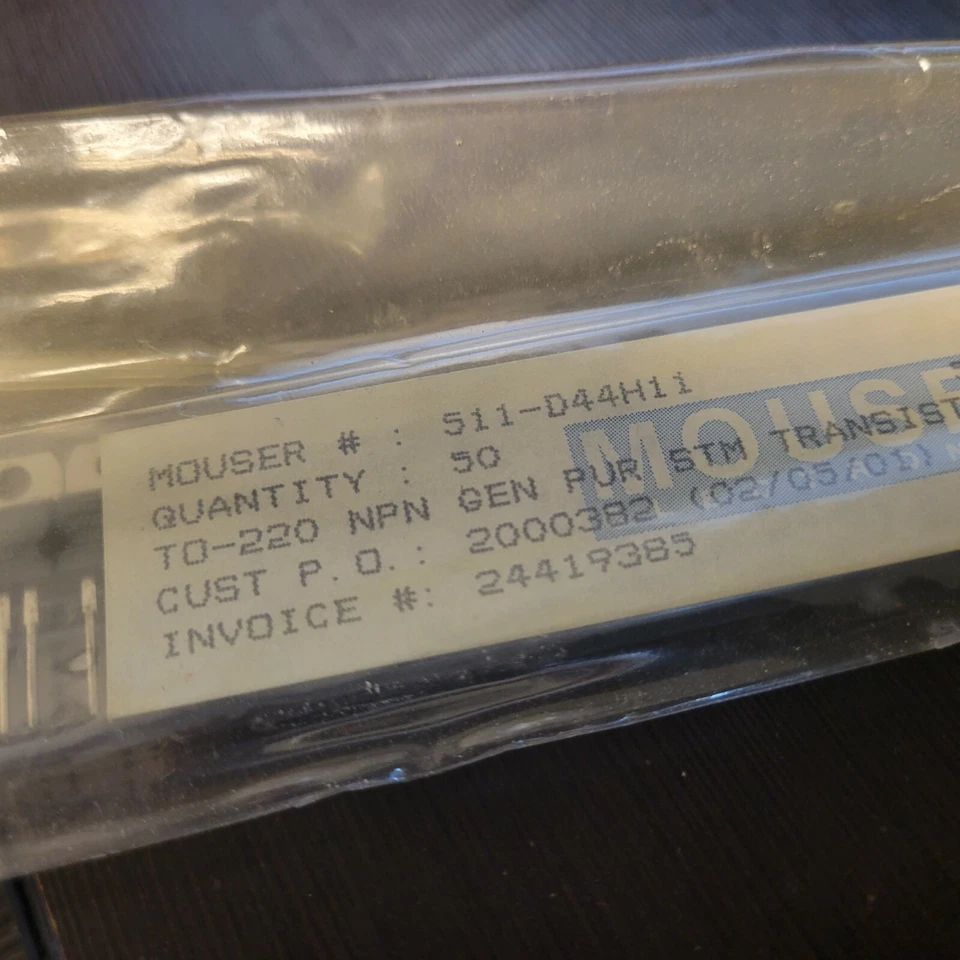 MOUSER # : 511-D44H11
QUANTITY : 50
TO-220 NPN GEN PUR STM TRANSIST
CUST P.O.: 2000382 (02/05/01)
INVOICE #: 24419385
MOUSE